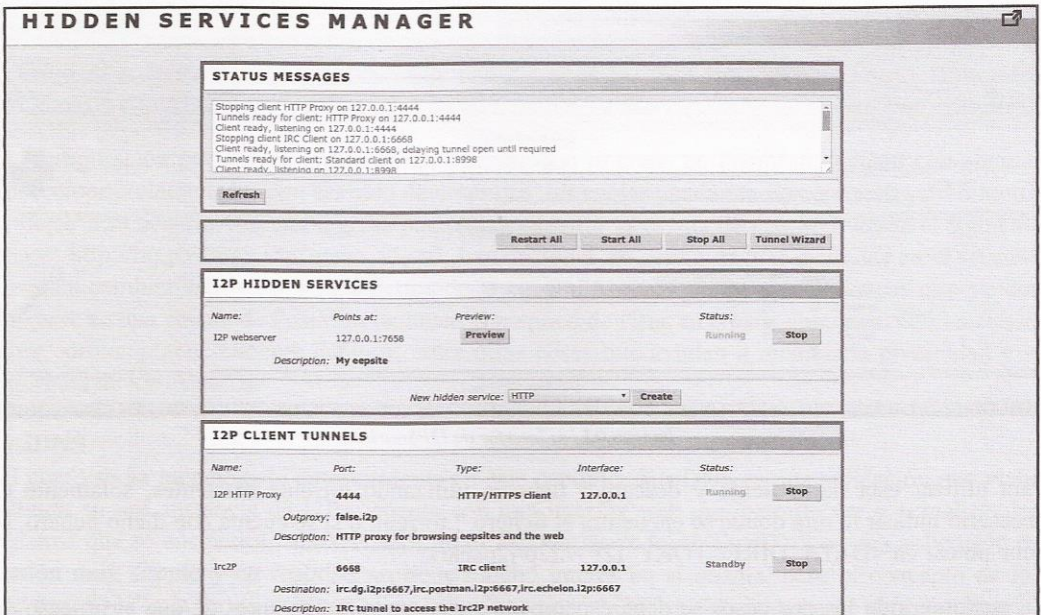 HIDDEN SERVICES MANAGER
STATUS MESSAGES
Stopping client HTTP Proxy on 127.0.0.1:4444
Tunnels ready for client: HTTP Proxy on 127.0.0.1:4444
Client ready, listening on 127.0.0.1:4444
Stopping client IRC Client on 127.0.0.1:6668
Client ready, listening on 127.0.0.1:6668, delaying tunnel open until required
Tunnels ready for client: Standard client on 127.0.0.1:8998
Client ready, listening on 127.0.0.1:8998
Refresh
Restart All Start All Stop All Tunnel Wizard
I2P HIDDEN SERVICES
Name: Points at: Preview: Status:
I2P webserver 127.0.0.1:7658 Preview Running Stop
Description: My eepsite
New hidden service: HTTP Create
I2P CLIENT TUNNELS
Name: Port: Type: Interface: Status:
I2P HTTP Proxy 4444 HTTP/HTTPS client 127.0.0.1 Running Stop
Outproxy: false.i2p
Description: HTTP proxy for browsing eepsites and the web
Irc2P 6668 IRC client 127.0.0.1 Standby Stop
Destination: irc.dg.i2p:6667,irc.postman.i2p:6667,irc.echelon.i2p:6667
Description: IRC tunnel to access the Irc2P network